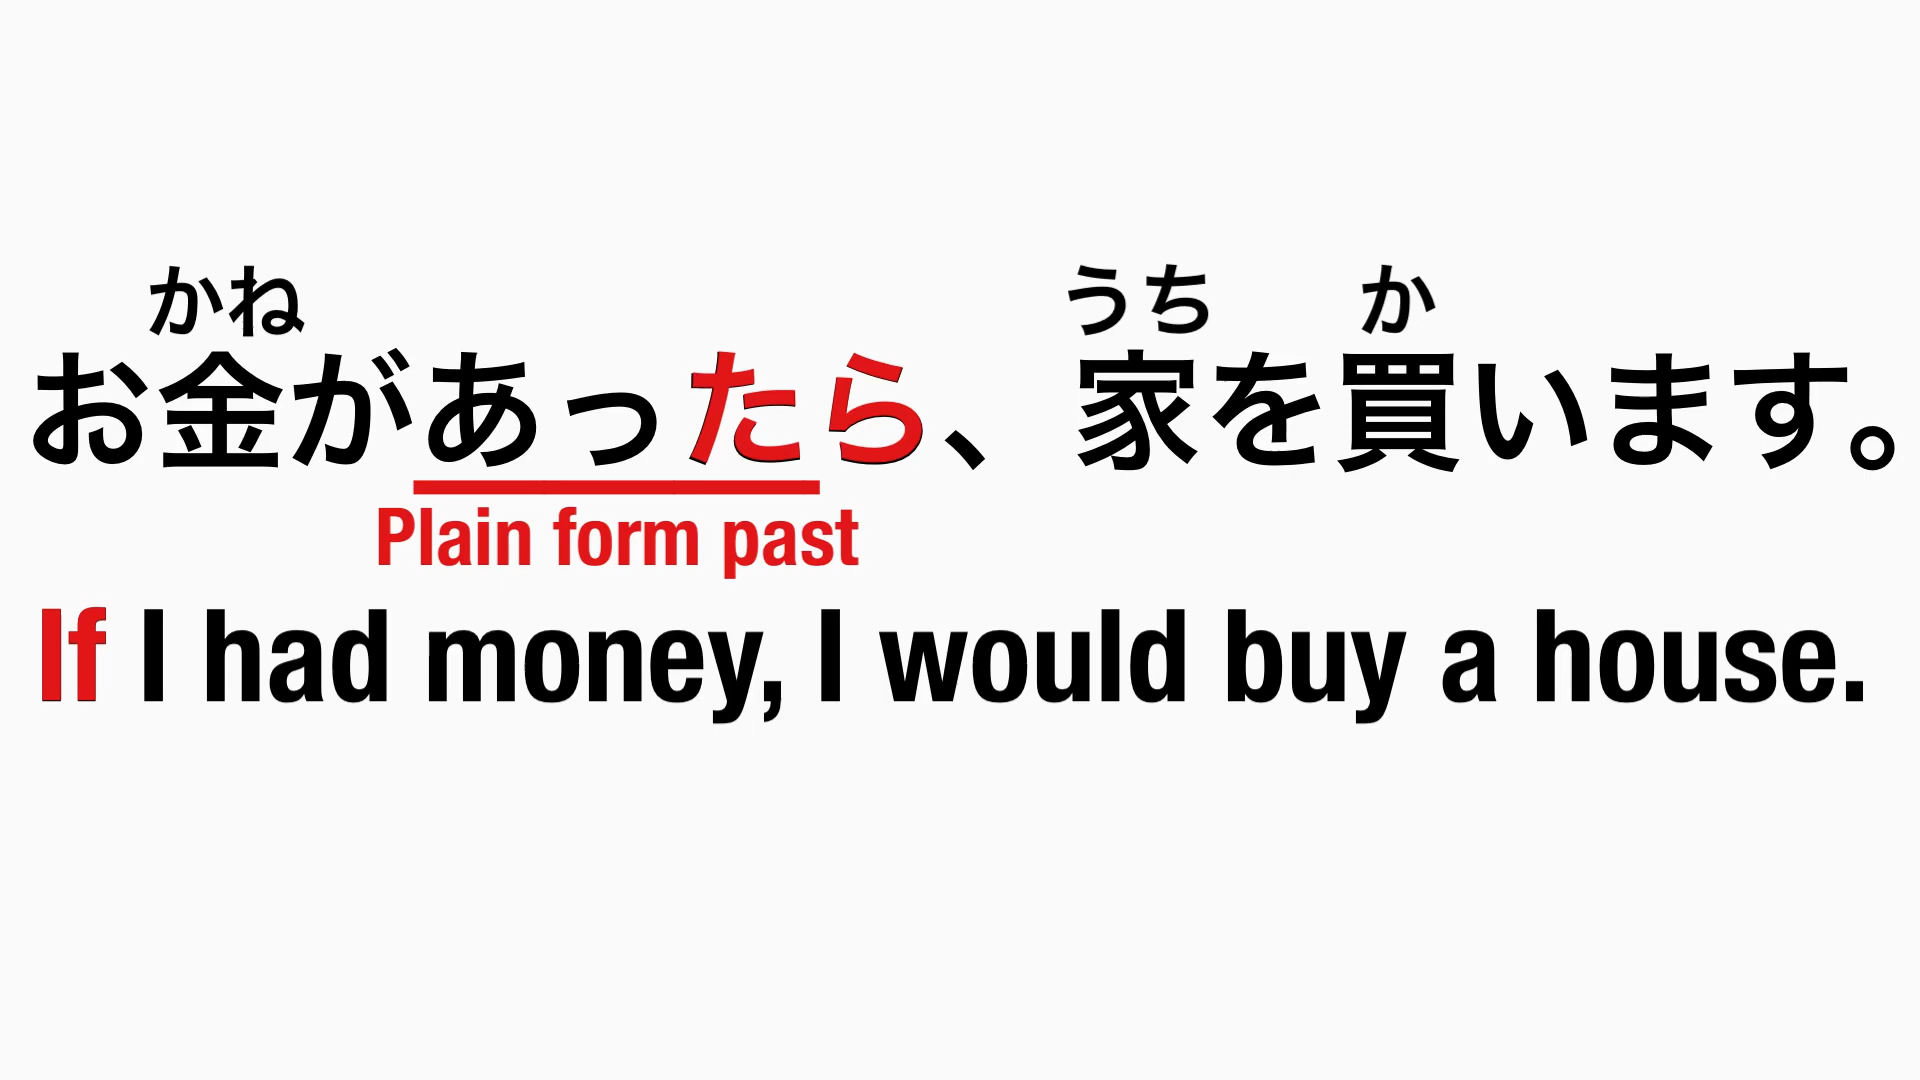 かね うち か
お金があったら、家を買います。
Plain form past
If I had money, I would buy a house.